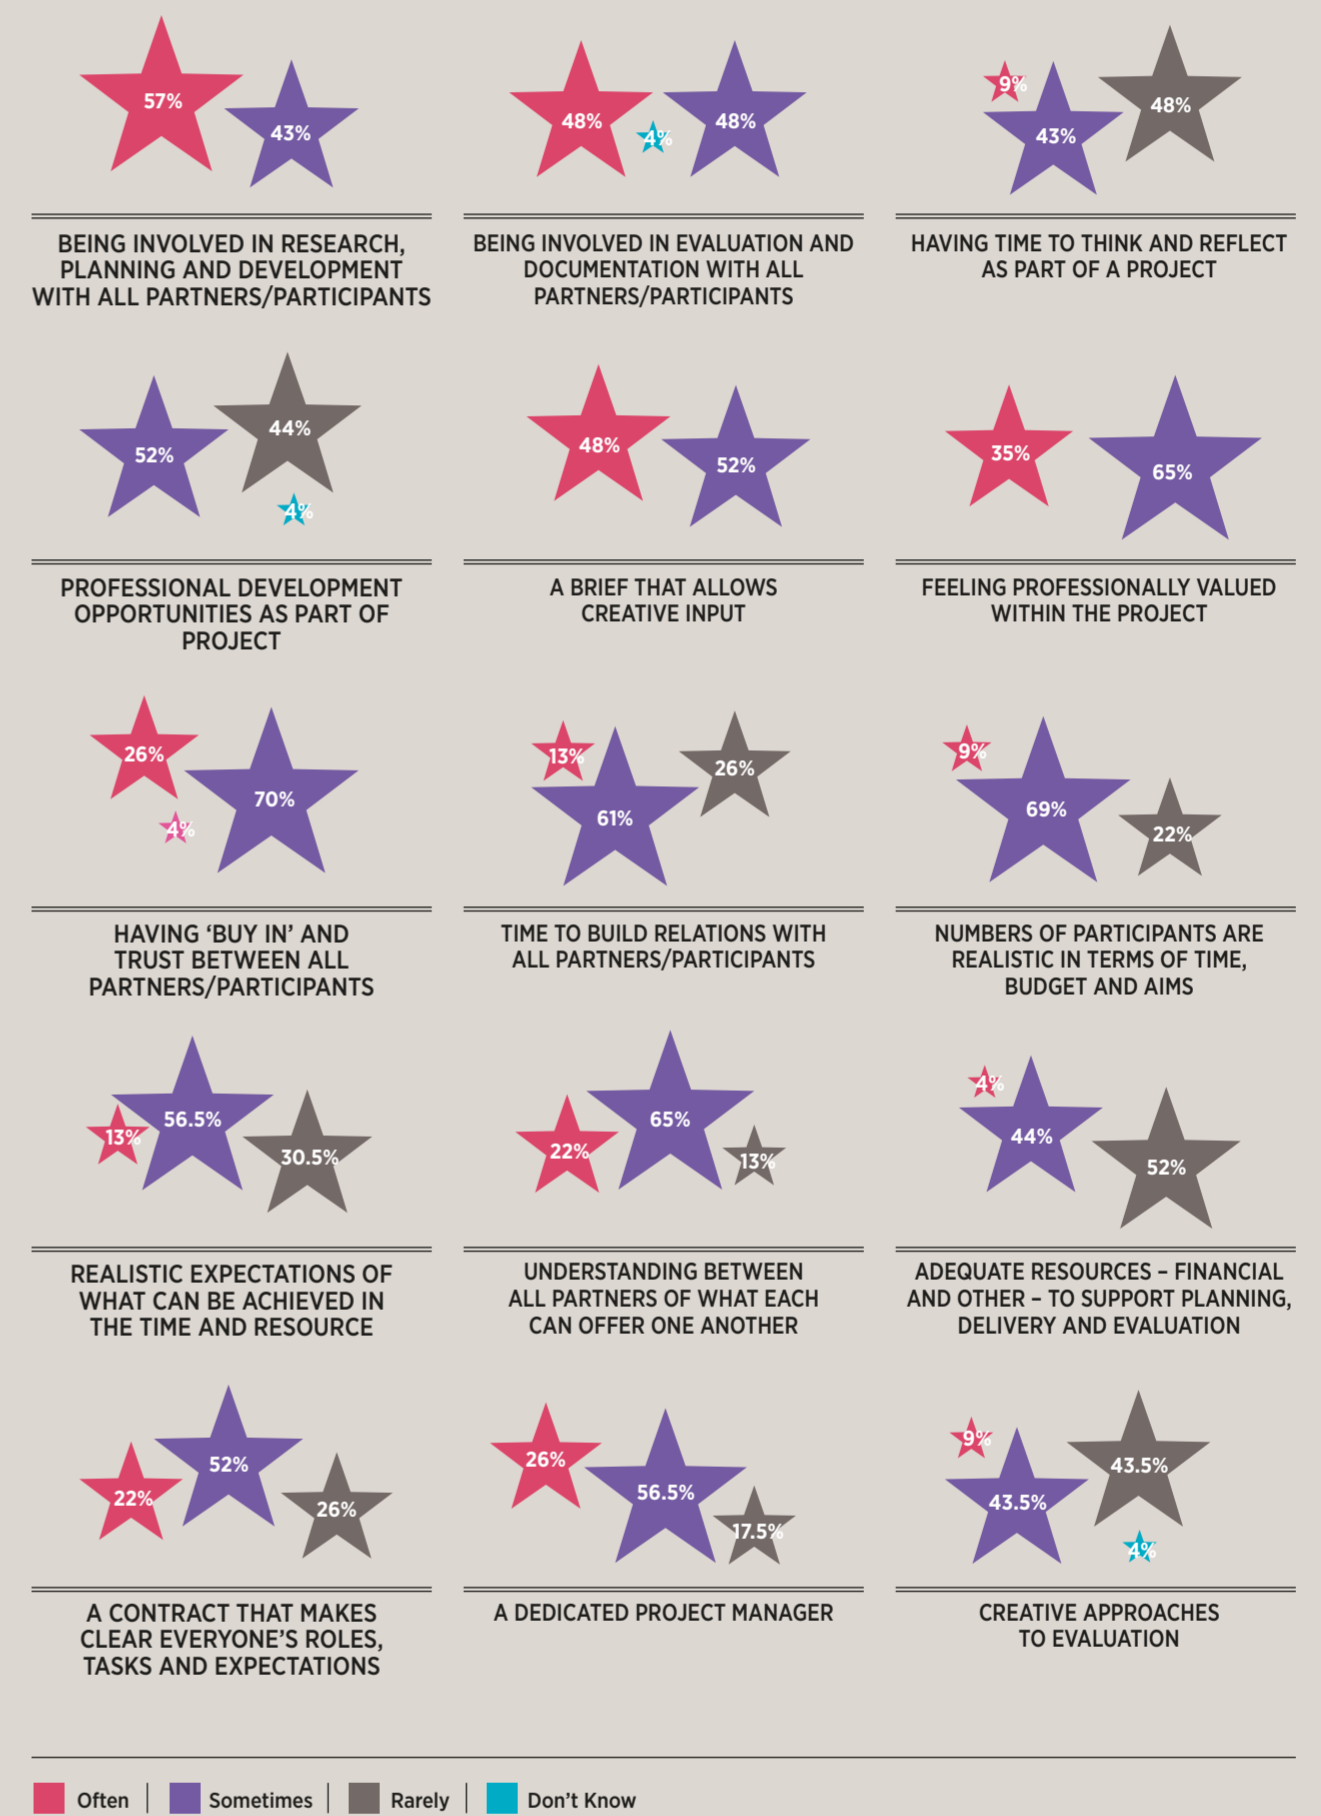 57%
43%
48%
4%
48%
9%
43%
48%
BEING INVOLVED IN RESEARCH,
PLANNING AND DEVELOPMENT
WITH ALL PARTNERS/PARTICIPANTS
BEING INVOLVED IN EVALUATION AND
DOCUMENTATION WITH ALL
PARTNERS/PARTICIPANTS
HAVING TIME TO THINK AND REFLECT
AS PART OF A PROJECT
52%
44%
4%
48%
52%
35%
65%
PROFESSIONAL DEVELOPMENT
OPPORTUNITIES AS PART OF
PROJECT
A BRIEF THAT ALLOWS
CREATIVE INPUT
FEELING PROFESSIONALLY VALUED
WITHIN THE PROJECT
26%
4%
70%
13%
61%
26%
9%
69%
22%
HAVING ‘BUY IN’ AND
TRUST BETWEEN ALL
PARTNERS/PARTICIPANTS
TIME TO BUILD RELATIONS WITH
ALL PARTNERS/PARTICIPANTS
NUMBERS OF PARTICIPANTS ARE
REALISTIC IN TERMS OF TIME,
BUDGET AND AIMS
13%
56.5%
30.5%
22%
65%
13%
4%
44%
52%
REALISTIC EXPECTATIONS OF
WHAT CAN BE ACHIEVED IN
THE TIME AND RESOURCE
UNDERSTANDING BETWEEN
ALL PARTNERS OF WHAT EACH
CAN OFFER ONE ANOTHER
ADEQUATE RESOURCES – FINANCIAL
AND OTHER – TO SUPPORT PLANNING,
DELIVERY AND EVALUATION
22%
52%
26%
26%
56.5%
17.5%
9%
43.5%
43.5%
4%
A CONTRACT THAT MAKES
CLEAR EVERYONE’S ROLES,
TASKS AND EXPECTATIONS
A DEDICATED PROJECT MANAGER
CREATIVE APPROACHES
TO EVALUATION
Often
Sometimes
Rarely
Don’t Know